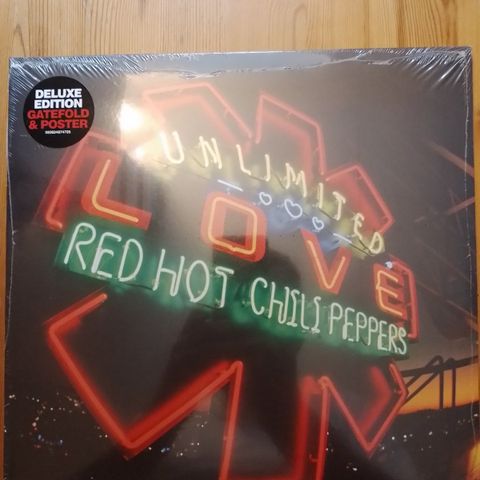 DELUXE
EDITION
GATEFOLD
& POSTER
UNLIMITED
LOVE
RED HOT CHILI PEPPERS